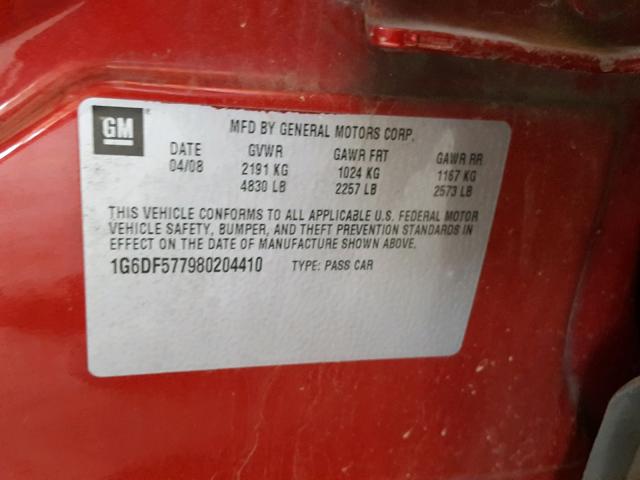 GM ®
MFD BY GENERAL MOTORS CORP.
DATE GVWR GAWR FRT GAWR RR
04/08 2191 KG 1024 KG 1167 KG
4830 LB 2257 LB 2573 LB
THIS VEHICLE CONFORMS TO ALL APPLICABLE U.S. FEDERAL MOTOR
VEHICLE SAFETY, BUMPER, AND THEFT PREVENTION STANDARDS IN
EFFECT ON THE DATE OF MANUFACTURE SHOWN ABOVE.
1G6DF577980204410 TYPE: PASS CAR